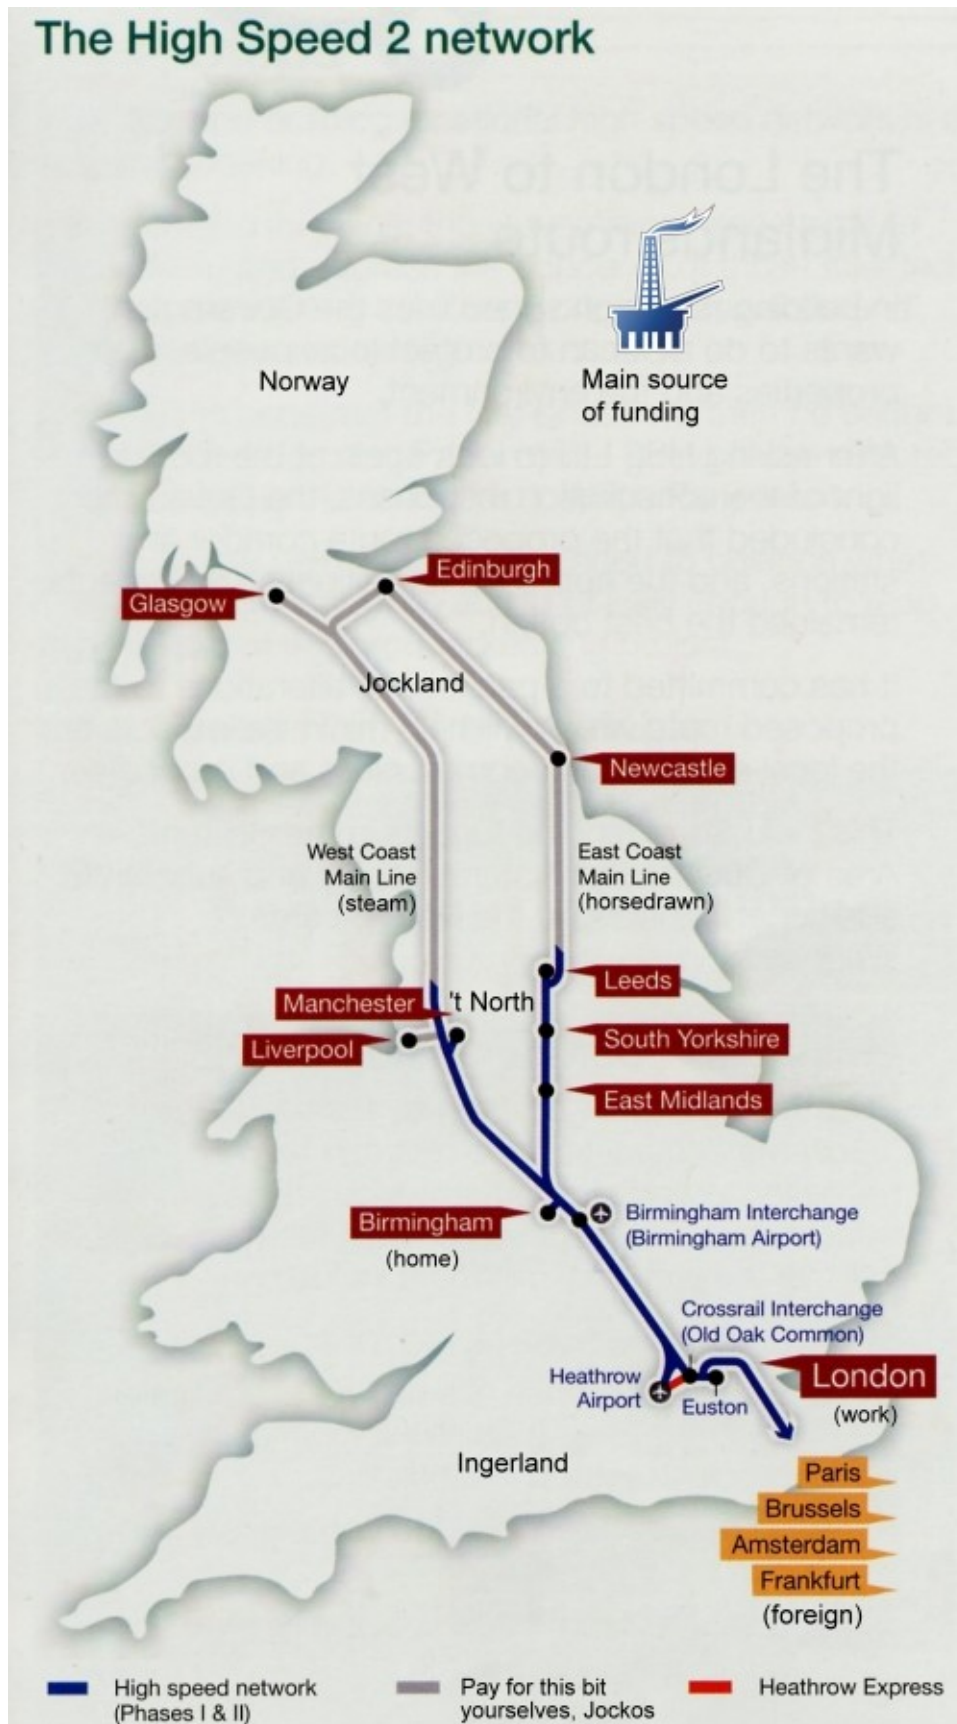 The High Speed 2 network
Norway
Main source
of funding
Edinburgh
Glasgow
Jockland
Newcastle
West Coast
Main Line
(steam)
East Coast
Main Line
(horsedrawn)
Leeds
Manchester
't North
South Yorkshire
Liverpool
East Midlands
Birmingham
(home)
Birmingham Interchange
(Birmingham Airport)
Crossrail Interchange
(Old Oak Common)
Heathrow
Airport
Euston
London
(work)
Ingerland
Paris
Brussels
Amsterdam
Frankfurt
(foreign)
High speed network
(Phases I & II)
Pay for this bit
yourselves, Jockos
Heathrow Express